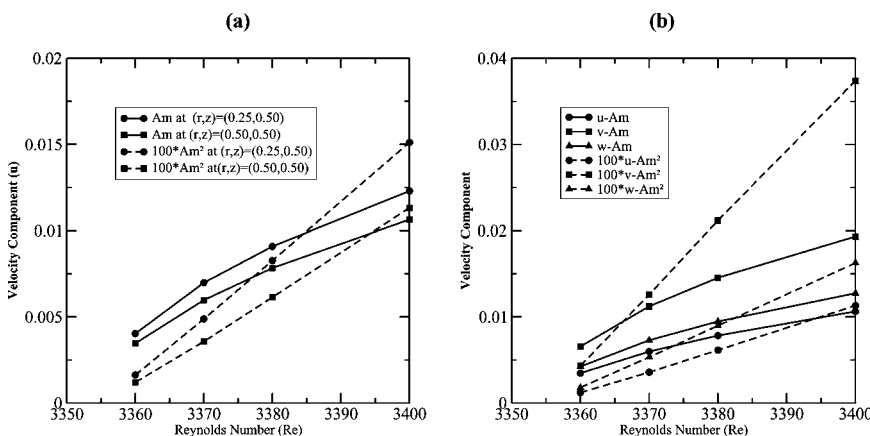 (a)
0.02
0.015
0.01
0.005
0
3350 3360 3370 3380 3390 3400
Reynolds Number (Re)
Velocity Component (u)
Am at (r,z)=(0.25,0.50)
Am at (r,z)=(0.50,0.50)
100*Am² at (r,z)=(0.25,0.50)
100*Am² at(r,z)=(0.50,0.50)
(b)
0.04
0.03
0.02
0.01
0
3350 3360 3370 3380 3390 3400
Reynolds Number (Re)
Velocity Component
u-Am
v-Am
w-Am
100*u-Am²
100*v-Am²
100*w-Am²